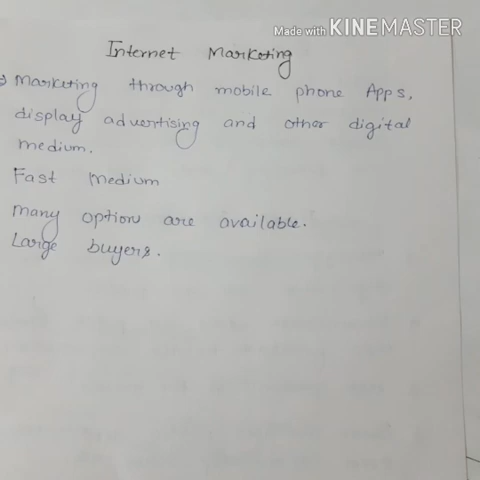 Made with KINEMASTER
Internet Marketing
Marketing through mobile phone Apps,
display advertising and other digital
medium.
Fast Medium
Many option are available.
Large buyers.